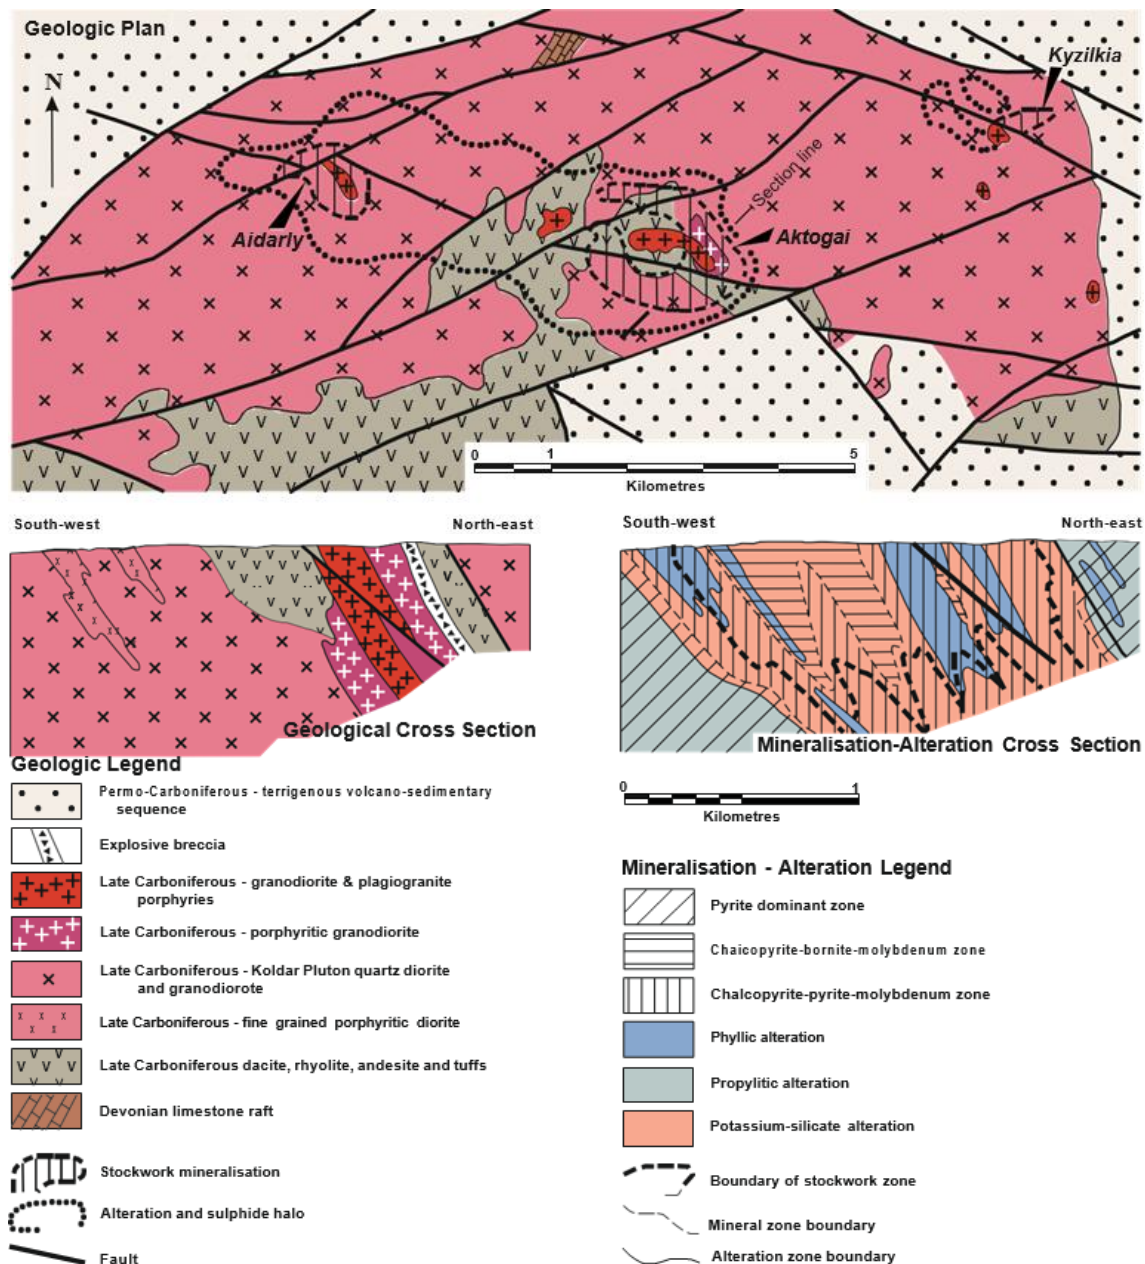 Geologic Plan
Kyzilkia
N
Section line
Aidarly
Aktogai
0 1 5
Kilometres
South-west North-east
South-west North-east
Geological Cross Section
Mineralisation-Alteration Cross Section
Geologic Legend
Permo-Carboniferous - terrigenous volcano-sedimentary
sequence
Explosive breccia
Late Carboniferous - granodiorite & plagiogranite
porphyries
Late Carboniferous - porphyritic granodiorite
Late Carboniferous - Koldar Pluton quartz diorite
and granodiorote
Late Carboniferous - fine grained porphyritic diorite
Late Carboniferous dacite, rhyolite, andesite and tuffs
Devonian limestone raft
Stockwork mineralisation
Alteration and sulphide halo
Fault
0 1
Kilometres
Mineralisation - Alteration Legend
Pyrite dominant zone
Chaicopyrite-bornite-molybdenum zone
Chalcopyrite-pyrite-molybdenum zone
Phyllic alteration
Propylitic alteration
Potassium-silicate alteration
Boundary of stockwork zone
Mineral zone boundary
Alteration zone boundary